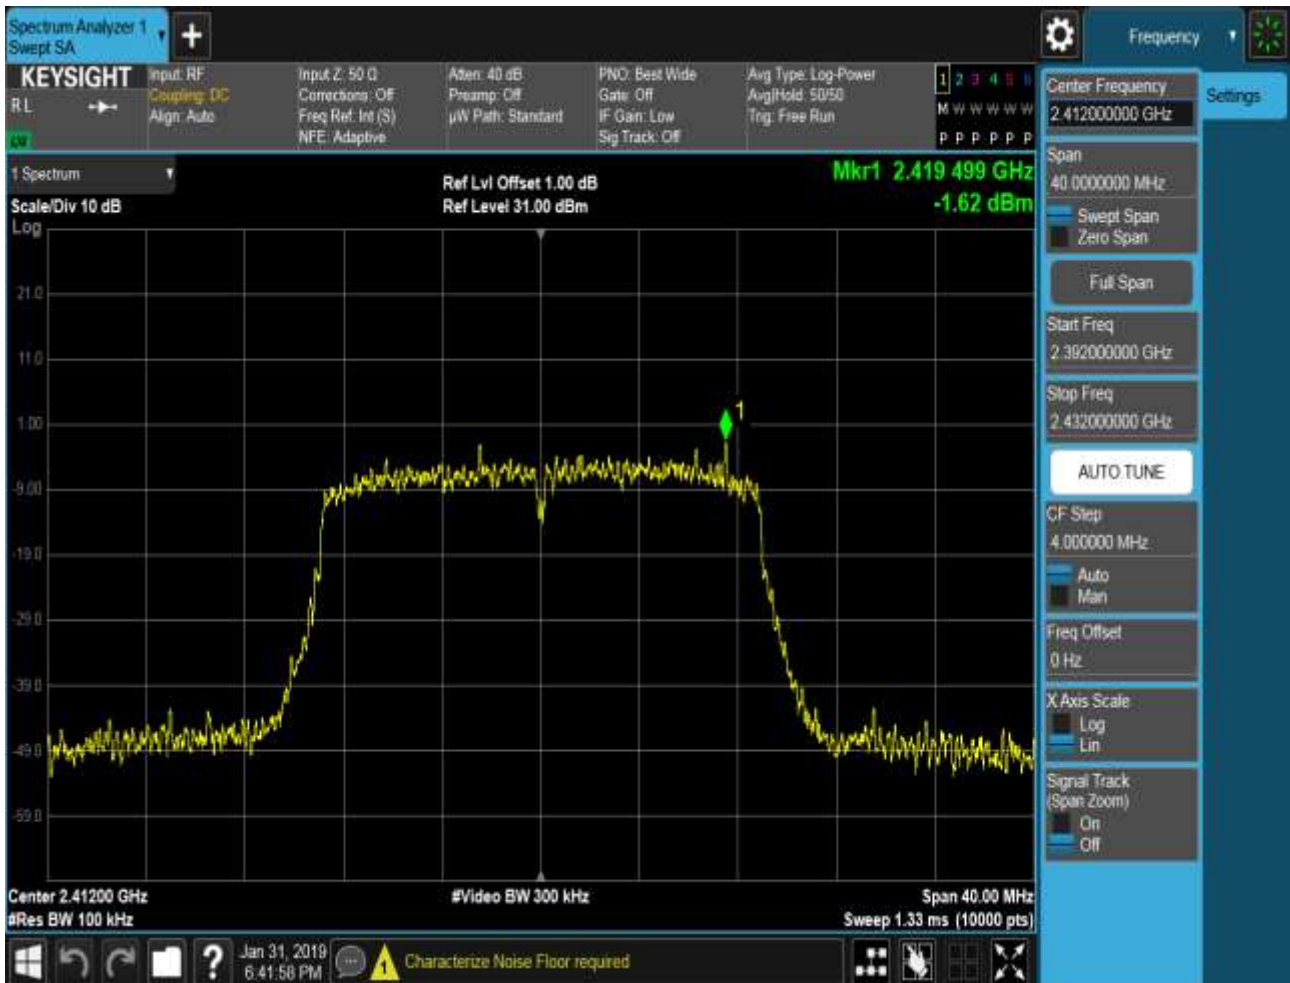 Spectrum Analyzer 1
Swept SA
+
Frequency
KEYSIGHT
R L
Input: RF
Coupling: DC
Align: Auto
Input Z: 50 Ω
Corrections: Off
Freq Ref: Int (S)
NFE: Adaptive
Atten: 40 dB
Preamp: Off
µW Path: Standard
PNO: Best Wide
Gate: Off
IF Gain: Low
Sig Track: Off
Avg Type: Log-Power
Avg|Hold: 50/50
Trig: Free Run
1 2 3 4 5 6
M W W W W W
P P P P P P
1 Spectrum
Scale/Div 10 dB
Log
Ref Lvl Offset 1.00 dB
Ref Level 31.00 dBm
Mkr1 2.419 499 GHz
-1.62 dBm
21.0
11.0
1.00
-9.00
-19.0
-29.0
-39.0
-49.0
-59.0
1
Center 2.41200 GHz
#Res BW 100 kHz
#Video BW 300 kHz
Span 40.00 MHz
Sweep 1.33 ms (10000 pts)
Center Frequency
2.412000000 GHz
Settings
Span
40.0000000 MHz
Swept Span
Zero Span
Full Span
Start Freq
2.392000000 GHz
Stop Freq
2.432000000 GHz
AUTO TUNE
CF Step
4.000000 MHz
Auto
Man
Freq Offset
0 Hz
X Axis Scale
Log
Lin
Signal Track
(Span Zoom)
On
Off
?
Jan 31, 2019
6:41:58 PM
1
Characterize Noise Floor required